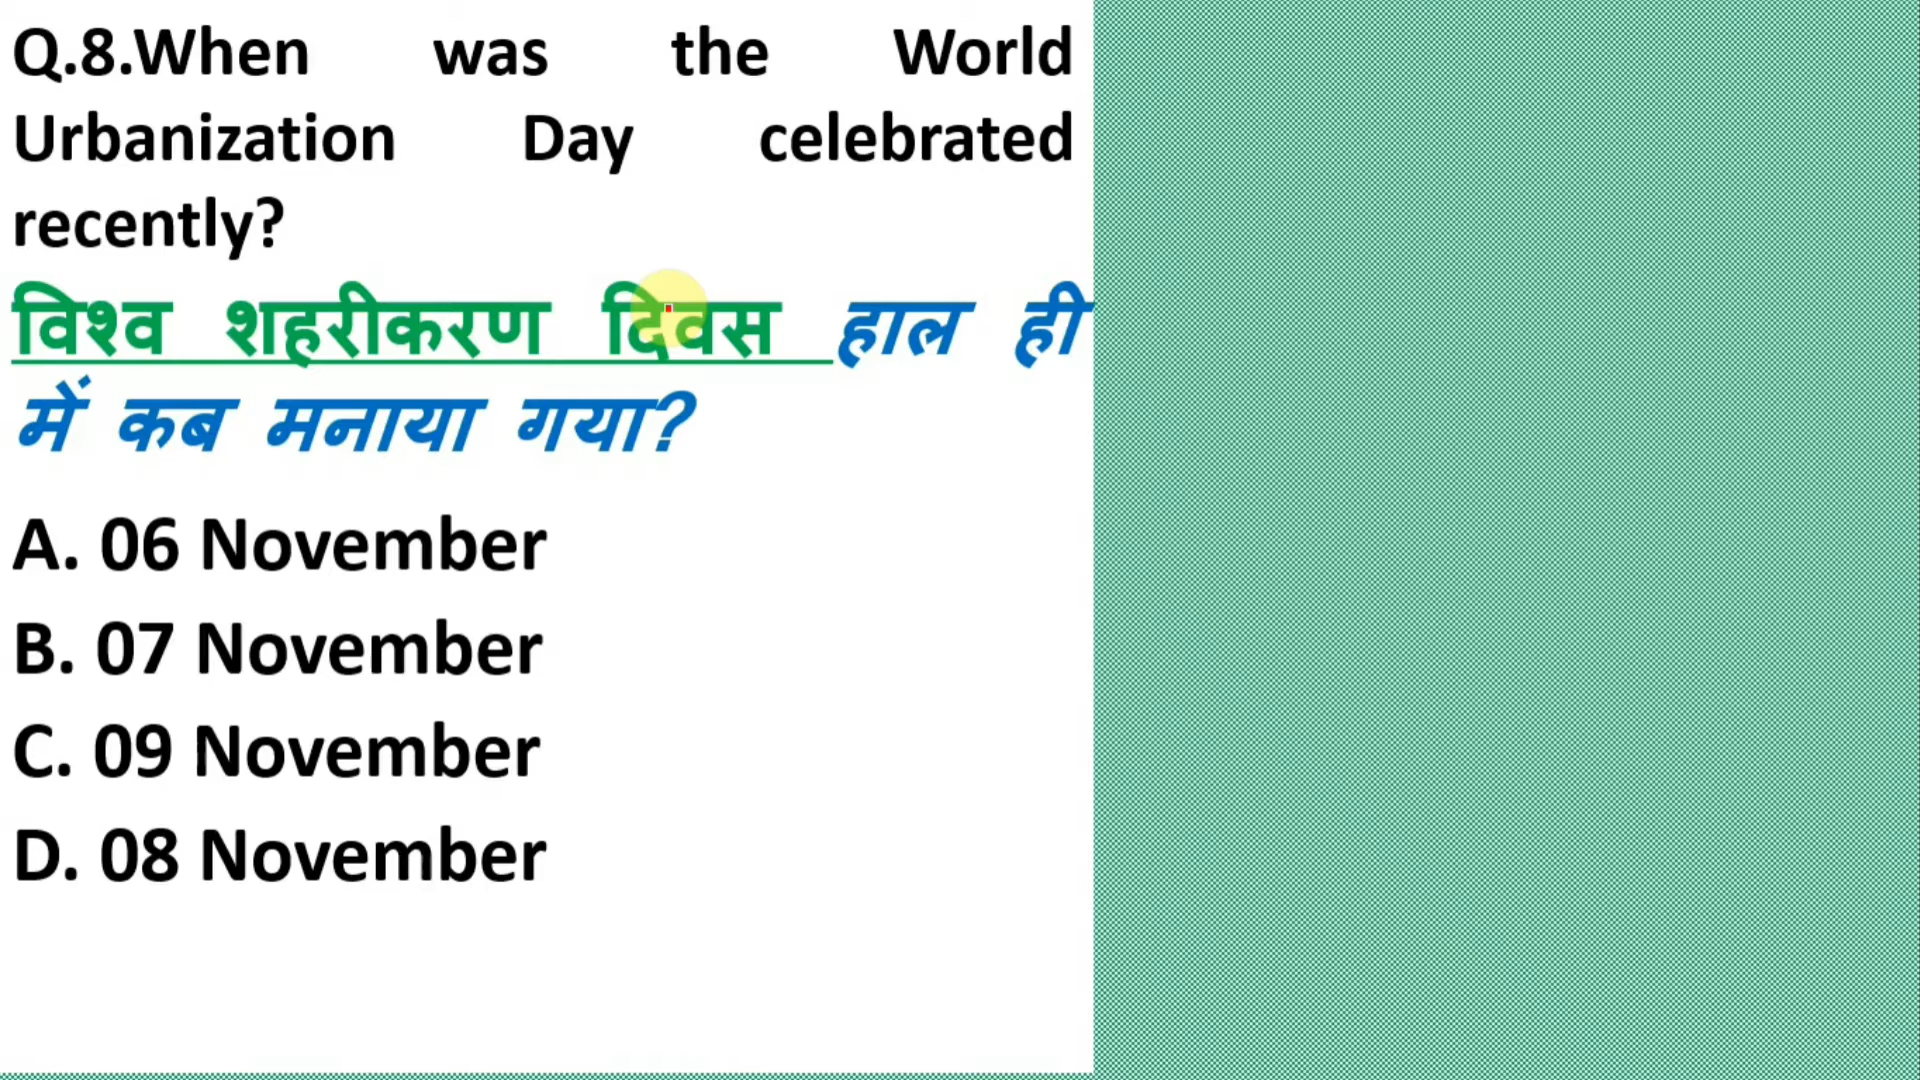 Q.8.When was the World
Urbanization Day celebrated
recently?
विश्व शहरीकरण दिवस हाल ही
में कब मनाया गया?
A. 06 November
B. 07 November
C. 09 November
D. 08 November